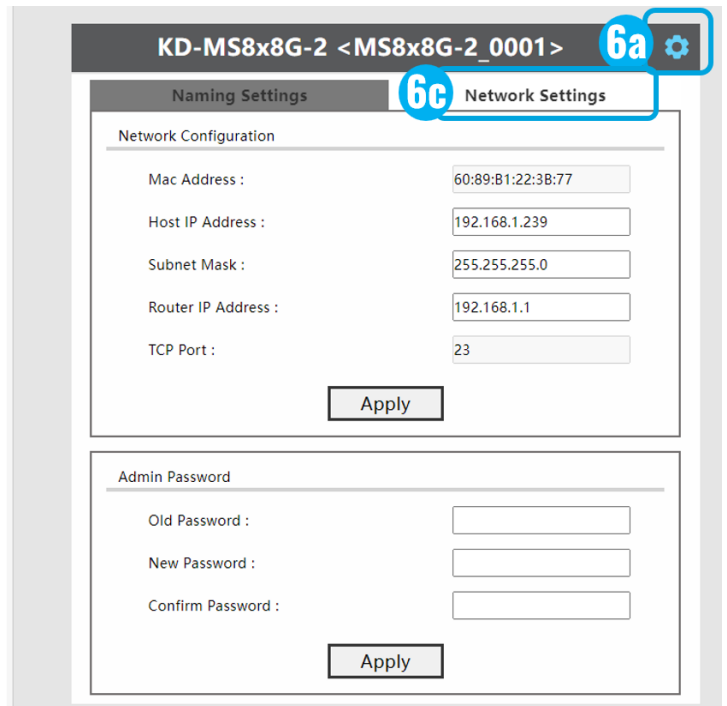 KD-MS8x8G-2 <MS8x8G-2_0001> 6a
Naming Settings 6c Network Settings
Network Configuration
Mac Address : 60:89:B1:22:3B:77
Host IP Address : 192.168.1.239
Subnet Mask : 255.255.255.0
Router IP Address : 192.168.1.1
TCP Port : 23
Apply
Admin Password
Old Password :
New Password :
Confirm Password :
Apply